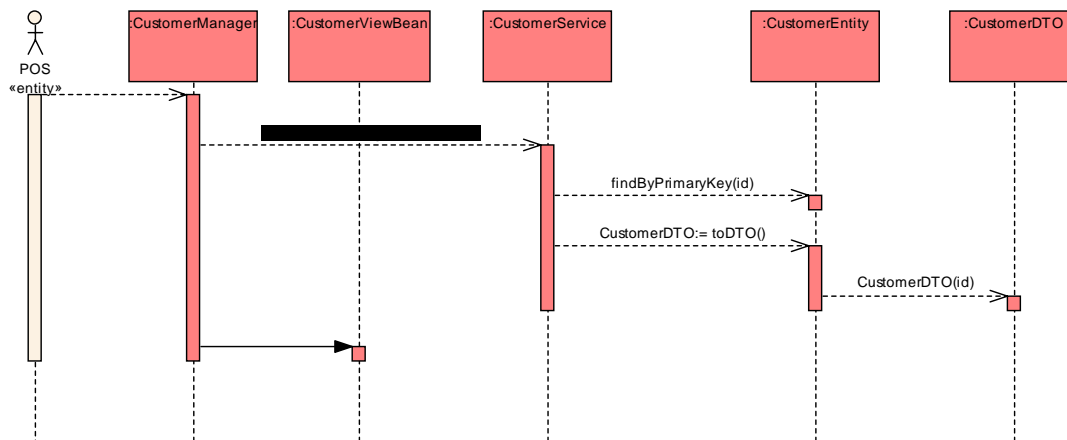 :CustomerManager
:CustomerViewBean
:CustomerService
:CustomerEntity
:CustomerDTO
POS
«entity»
findByPrimaryKey(id)
CustomerDTO:= toDTO()
CustomerDTO(id)